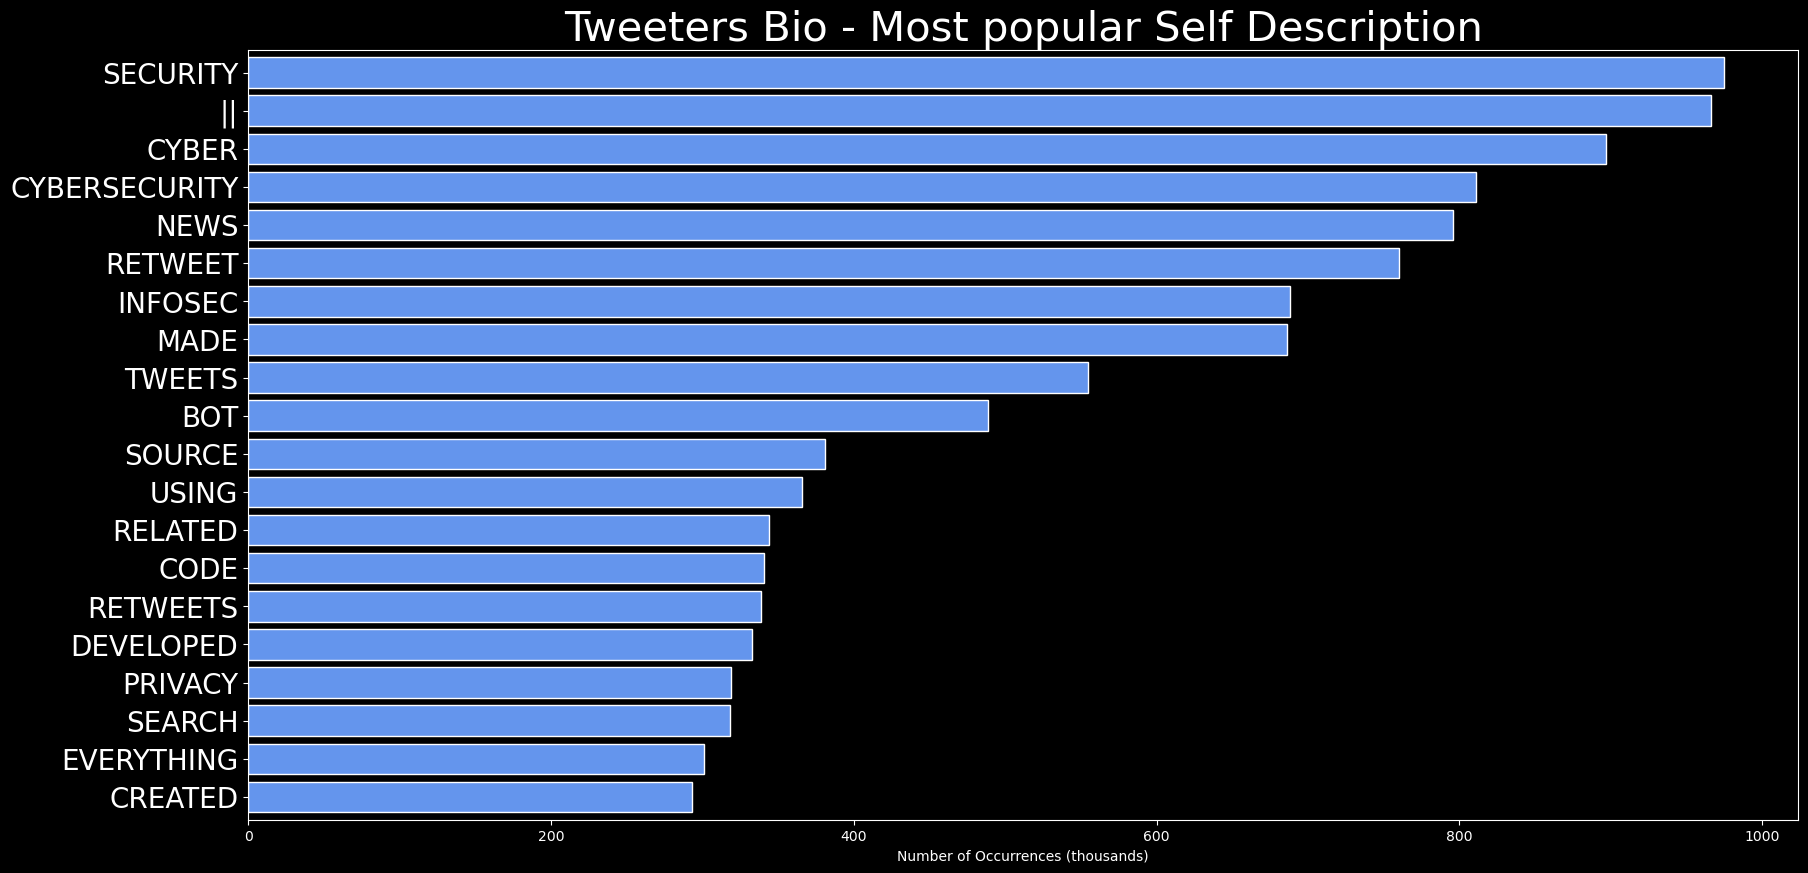 Tweeters Bio - Most popular Self Description
SECURITY
||
CYBER
CYBERSECURITY
NEWS
RETWEET
INFOSEC
MADE
TWEETS
BOT
SOURCE
USING
RELATED
CODE
RETWEETS
DEVELOPED
PRIVACY
SEARCH
EVERYTHING
CREATED
0 200 400 600 800 1000
Number of Occurrences (thousands)